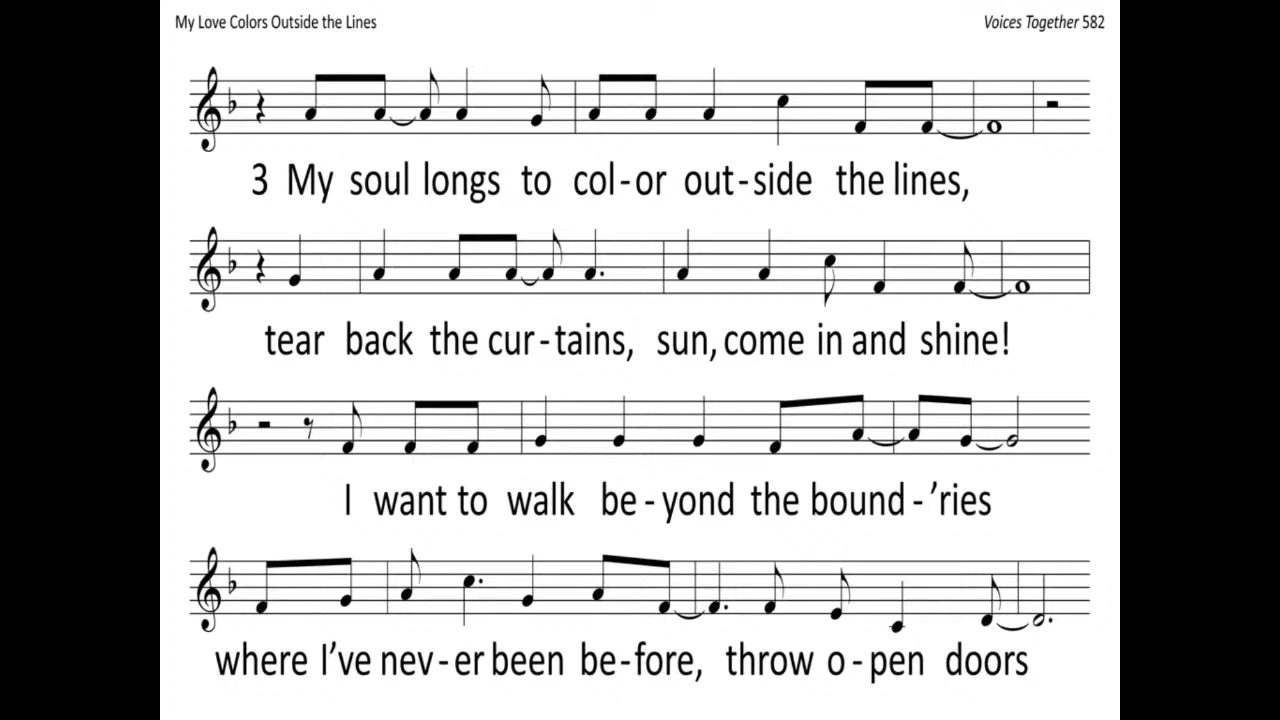 My Love Colors Outside the Lines
Voices Together 582
3 My soul longs to col-or out-side the lines,
tear back the cur-tains, sun, come in and shine!
I want to walk be-yond the bound-’ries
where I’ve nev-er been be-fore, throw o-pen doors